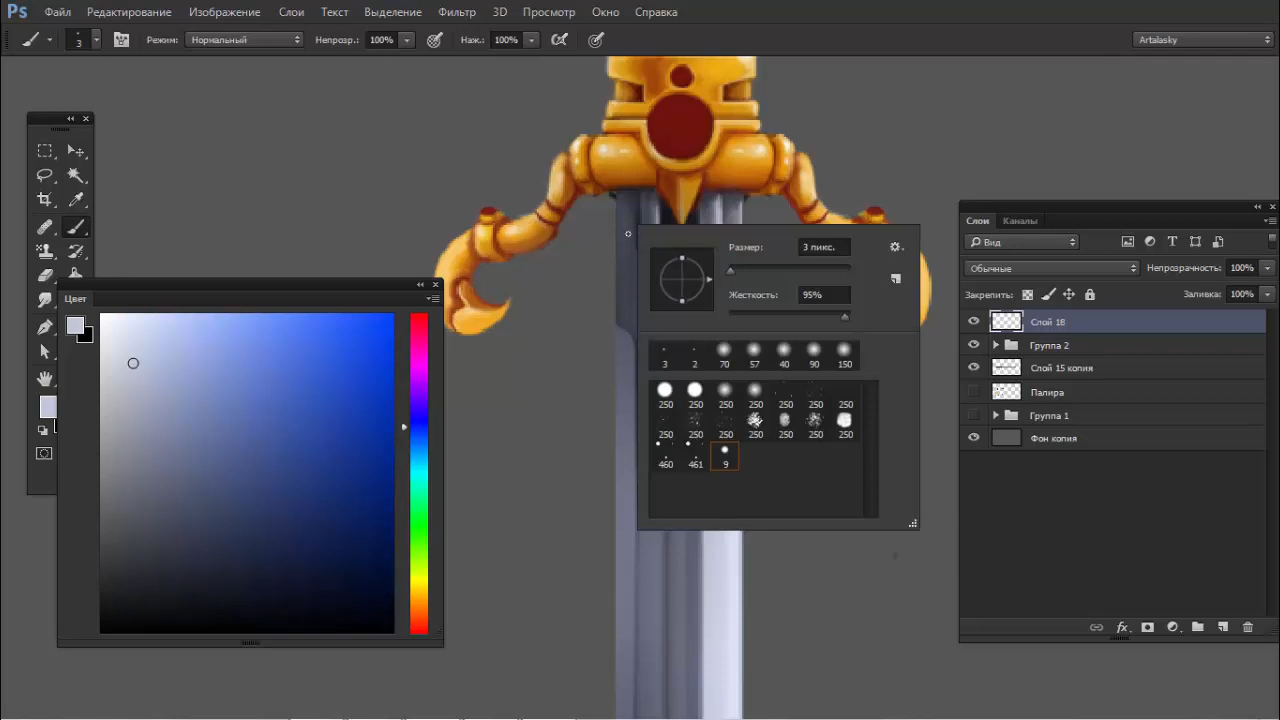 Ps Файл Изображение Слои Текст Выделение Фильтр 3D Просмотр Окно Справка
3 Режим: Нормальный Непрозр.: 100% Наж.: 100% Artalasky
Цвет
Размер: 3 пикс.
Жесткость: 95%
3 2 70 57 40 90 150
250 250 250 250 250 250 250
250 250 250 250 250 250 250
460 461 9
Слои Каналы
Вид
Обычные Непрозрачность: 100%
Закрепить: Заливка: 100%
Слой 18
Группа 2
Слой 15 копия
Палира
Группа 1
Фон копия
fx